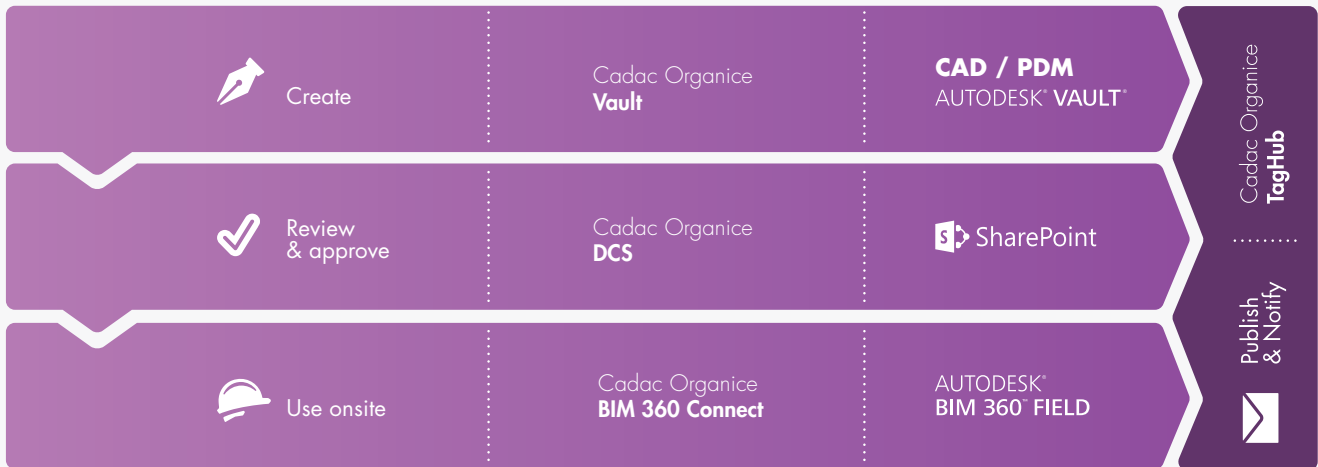 Create
Cadac Organice
Vault
CAD / PDM
AUTODESK® VAULT®
Review
& approve
Cadac Organice
DCS
S SharePoint
Use onsite
Cadac Organice
BIM 360 Connect
AUTODESK®
BIM 360™ FIELD
Cadac Organice
TagHub
Publish
& Notify